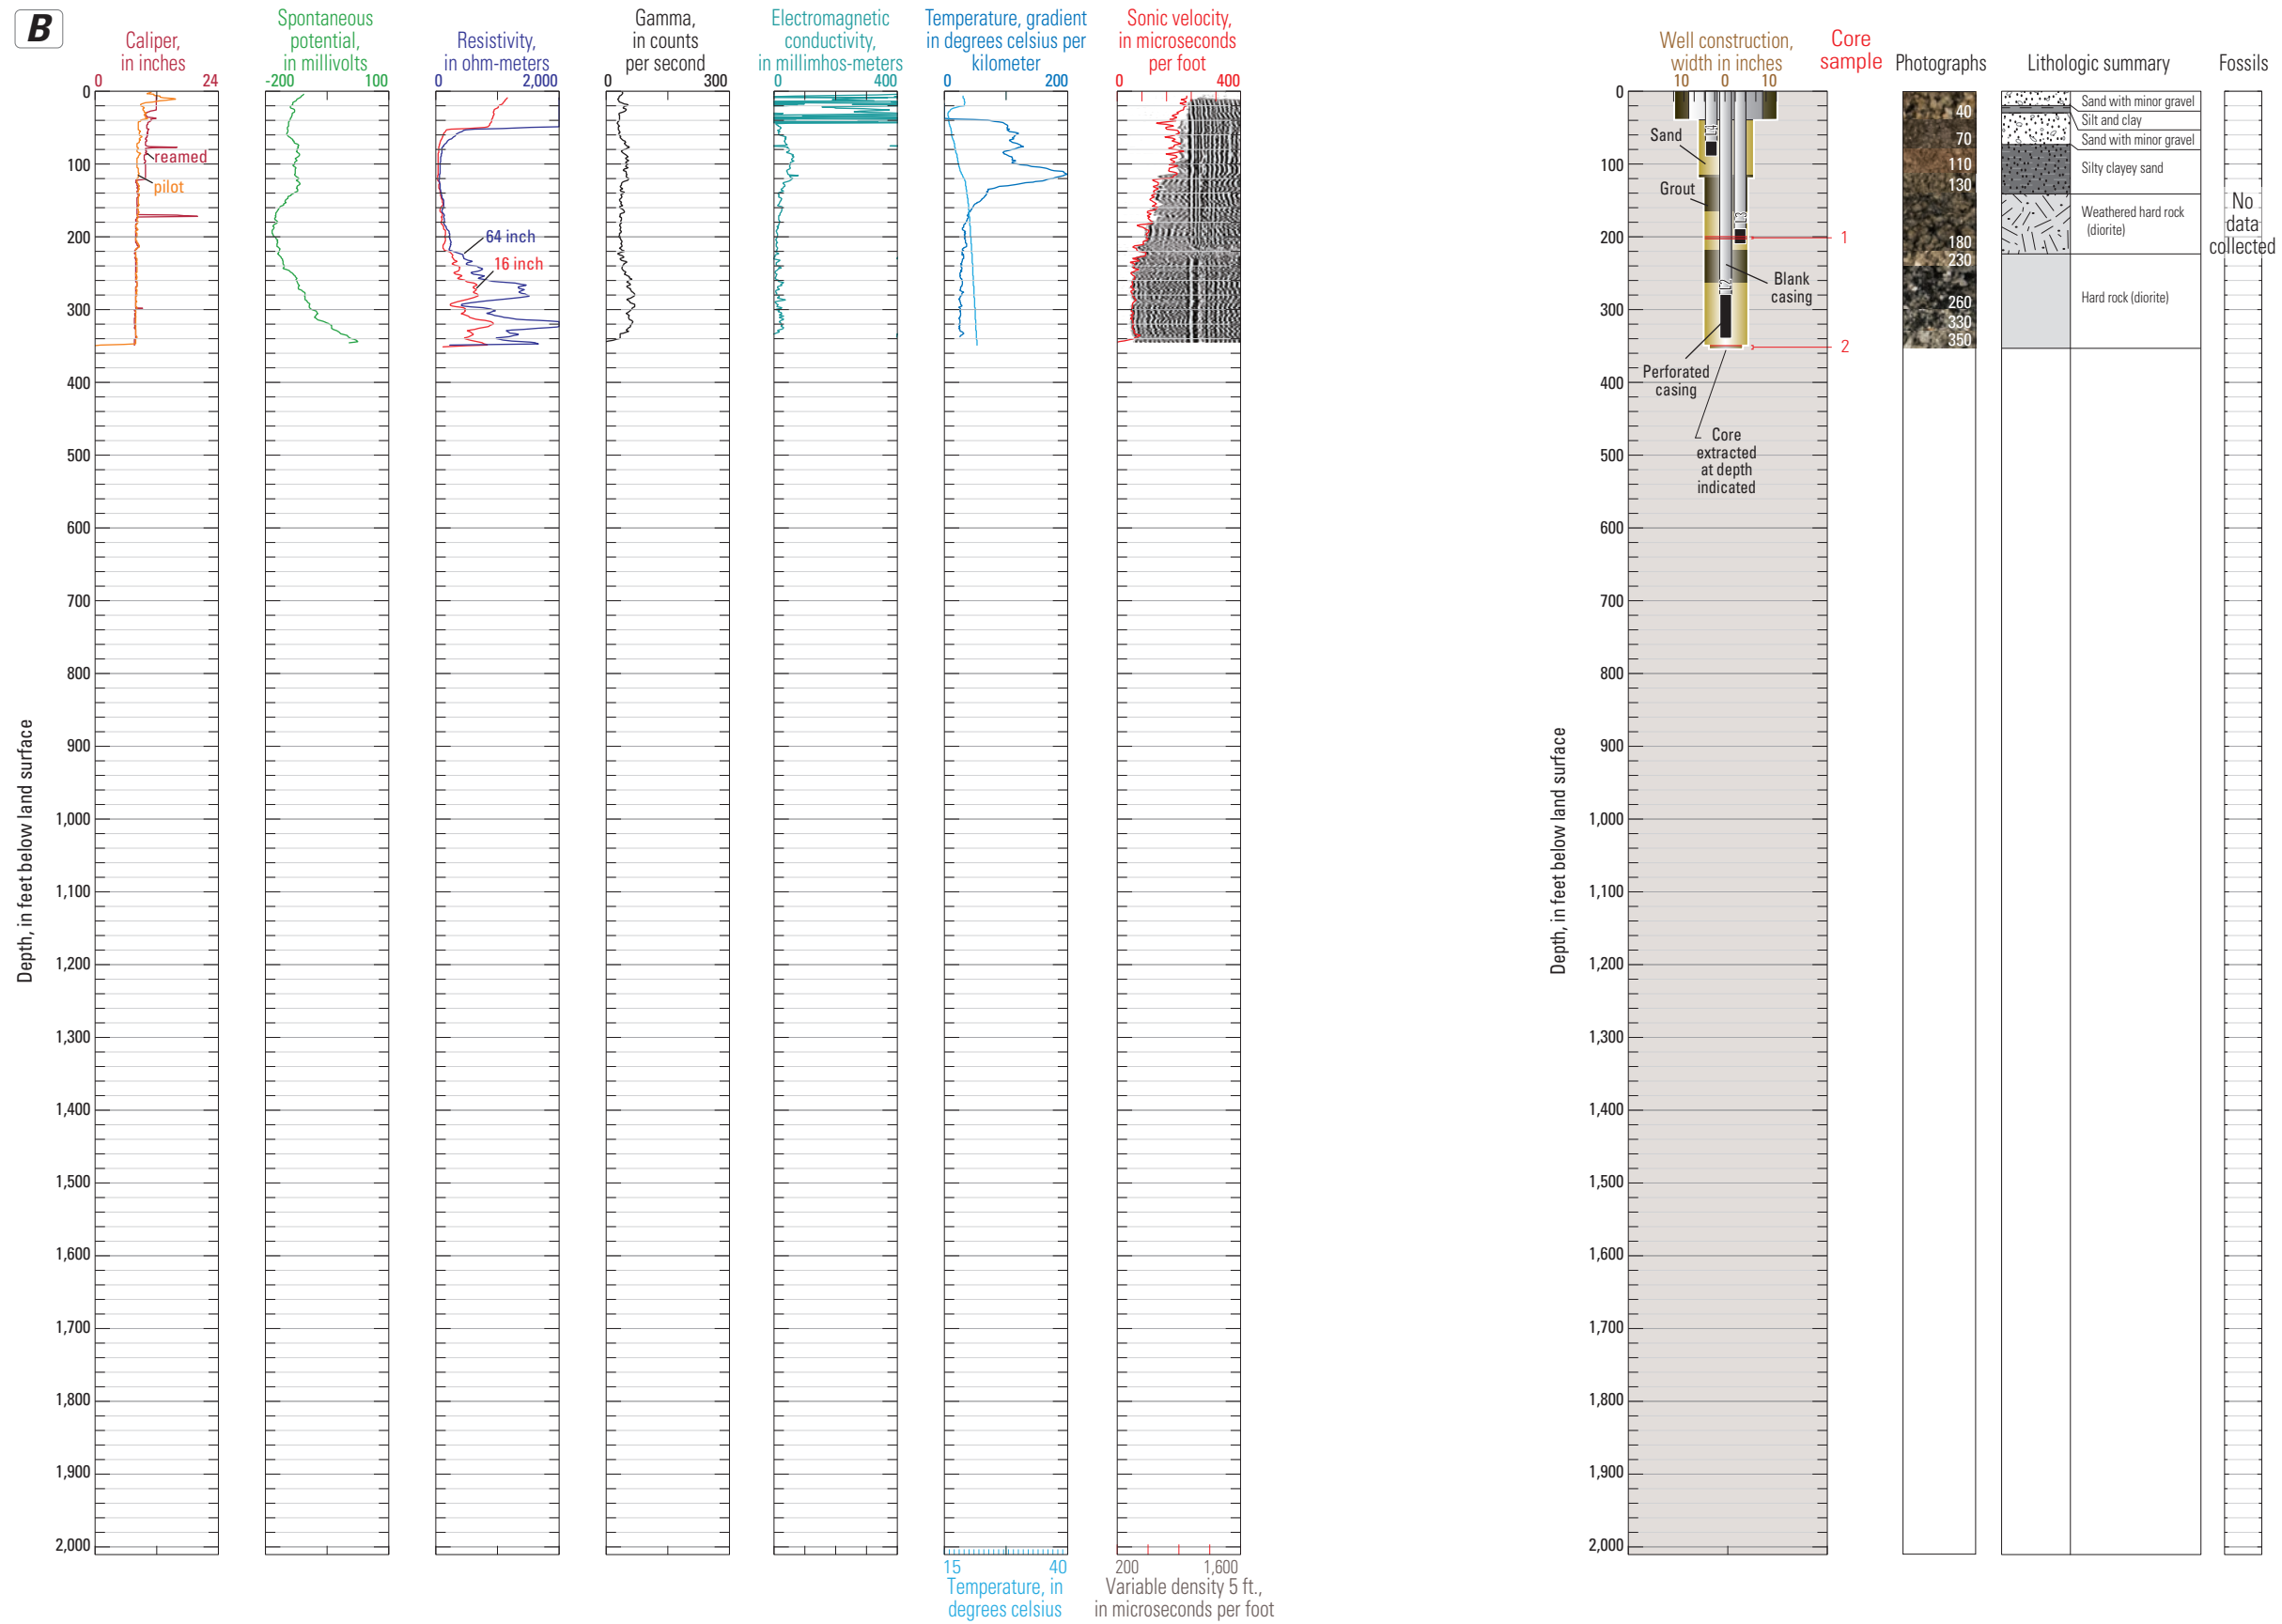 B
Caliper,
in inches
0 24
Spontaneous
potential,
in millivolts
-200 100
Resistivity,
in ohm-meters
0 2,000
Gamma,
in counts
per second
0 300
Electromagnetic
conductivity,
in millimhos-meters
0 400
Temperature, gradient
in degrees celsius per
kilometer
0 200
Sonic velocity,
in microseconds
per foot
0 400
reamed
pilot
64 inch
16 inch
Depth, in feet below land surface
0
100
200
300
400
500
600
700
800
900
1,000
1,100
1,200
1,300
1,400
1,500
1,600
1,700
1,800
1,900
2,000
15 40
Temperature, in
degrees celsius
200 1,600
Variable density 5 ft.,
in microseconds per foot
Well construction,
width in inches
10 0 10
Core
sample
Photographs
Lithologic summary
Fossils
Depth, in feet below land surface
0
100
200
300
400
500
600
700
800
900
1,000
1,100
1,200
1,300
1,400
1,500
1,600
1,700
1,800
1,900
2,000
Sand
Grout
Blank
casing
Perforated
casing
Core
extracted
at depth
indicated
1
2
40
70
110
130
180
230
260
330
350
Sand with minor gravel
Silt and clay
Sand with minor gravel
Silty clayey sand
Weathered hard rock
(diorite)
Hard rock (diorite)
No
data
collected